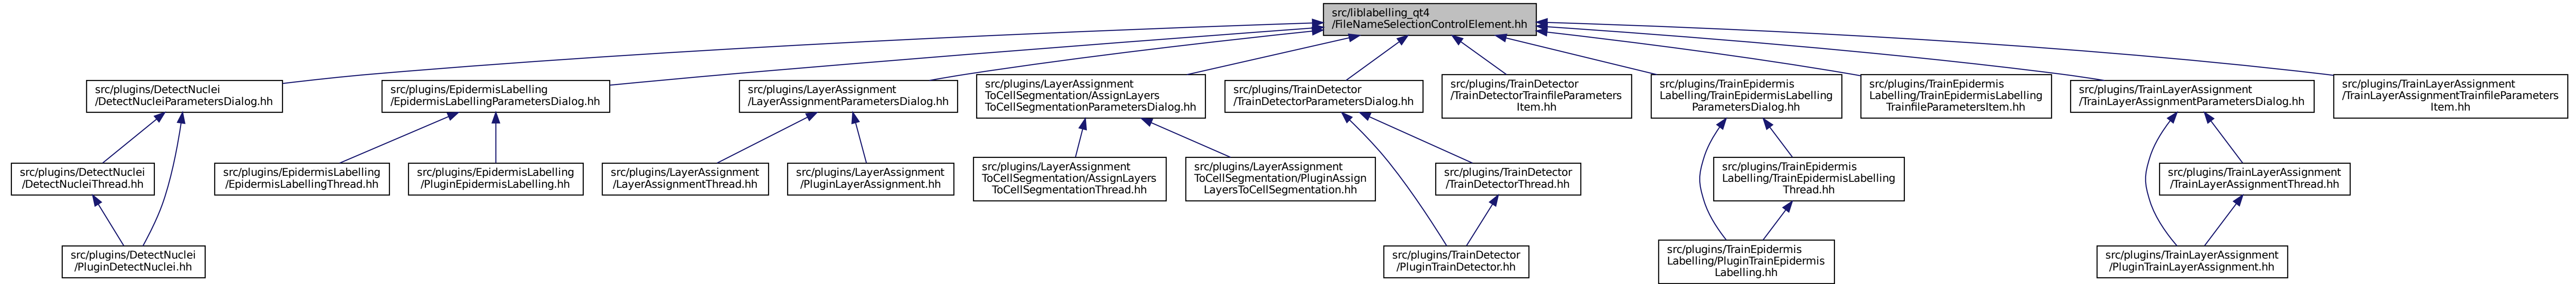 src/liblabelling_qt4
/FileNameSelectionControlElement.hh
src/plugins/DetectNuclei
/DetectNucleiParametersDialog.hh
src/plugins/EpidermisLabelling
/EpidermisLabellingParametersDialog.hh
src/plugins/LayerAssignment
/LayerAssignmentParametersDialog.hh
src/plugins/LayerAssignment
ToCellSegmentation/AssignLayers
ToCellSegmentationParametersDialog.hh
src/plugins/TrainDetector
/TrainDetectorParametersDialog.hh
src/plugins/TrainDetector
/TrainDetectorTrainfileParameters
Item.hh
src/plugins/TrainEpidermis
Labelling/TrainEpidermisLabelling
ParametersDialog.hh
src/plugins/TrainEpidermis
Labelling/TrainEpidermisLabelling
TrainfileParametersItem.hh
src/plugins/TrainLayerAssignment
/TrainLayerAssignmentParametersDialog.hh
src/plugins/TrainLayerAssignment
/TrainLayerAssignmentTrainfileParameters
Item.hh
src/plugins/DetectNuclei
/DetectNucleiThread.hh
src/plugins/EpidermisLabelling
/EpidermisLabellingThread.hh
src/plugins/EpidermisLabelling
/PluginEpidermisLabelling.hh
src/plugins/LayerAssignment
/LayerAssignmentThread.hh
src/plugins/LayerAssignment
/PluginLayerAssignment.hh
src/plugins/LayerAssignment
ToCellSegmentation/AssignLayers
ToCellSegmentationThread.hh
src/plugins/LayerAssignment
ToCellSegmentation/PluginAssign
LayersToCellSegmentation.hh
src/plugins/TrainDetector
/TrainDetectorThread.hh
src/plugins/TrainEpidermis
Labelling/TrainEpidermisLabelling
Thread.hh
src/plugins/TrainLayerAssignment
/TrainLayerAssignmentThread.hh
src/plugins/DetectNuclei
/PluginDetectNuclei.hh
src/plugins/TrainDetector
/PluginTrainDetector.hh
src/plugins/TrainEpidermis
Labelling/PluginTrainEpidermis
Labelling.hh
src/plugins/TrainLayerAssignment
/PluginTrainLayerAssignment.hh